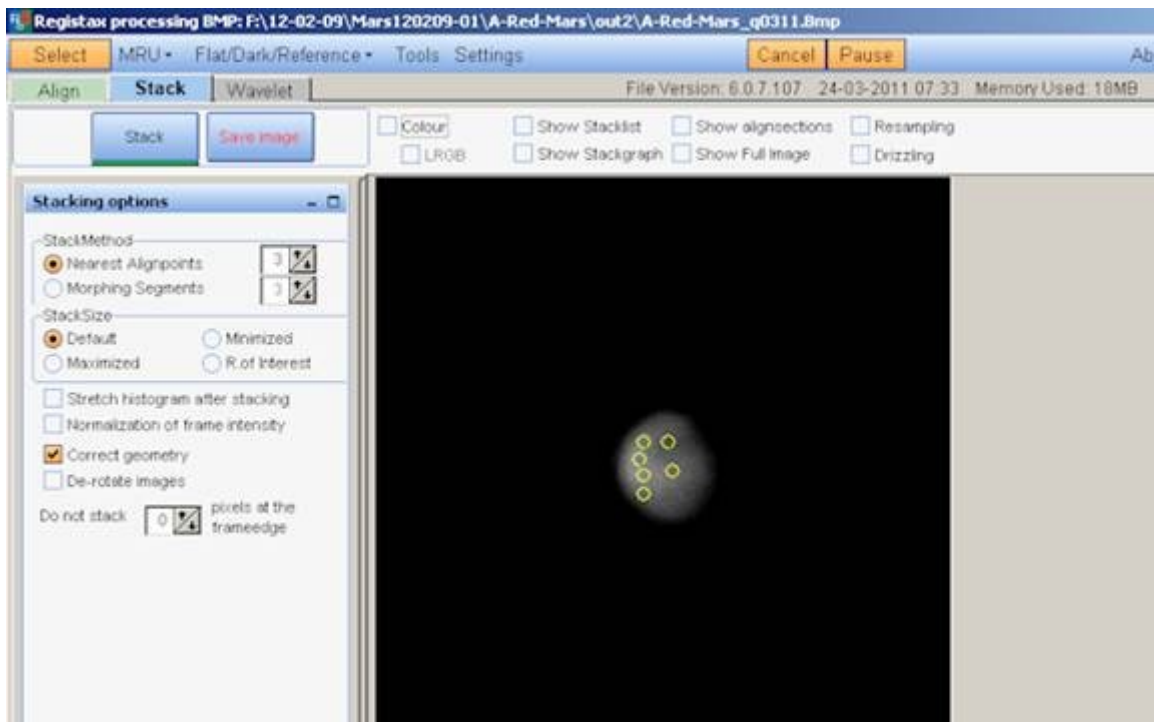 Registax processing BMP: F:\12-02-09\Mars120209-01\A-Red-Mars\out2\A-Red-Mars_q0311.Bmp
Select MRU Flat/Dark/Reference Tools Settings Cancel Pause Ab
Align Stack Wavelet File Version: 6.0.7.107 24-03-2011 07:33 Memory Used: 18MB
Stack Save image Colour Show Stacklist Show alignsections Resampling
LRGB Show Stackgraph Show Full Image Drizzling
Stacking options
StackMethod
Nearest Alignpoints 3
Morphing Segments 3
StackSize
Default Minimized
Maximized R.of Interest
Stretch histogram after stacking
Normalization of frame intensity
Correct geometry
De-rotate images
Do not stack 0 pixels at the
frameedge